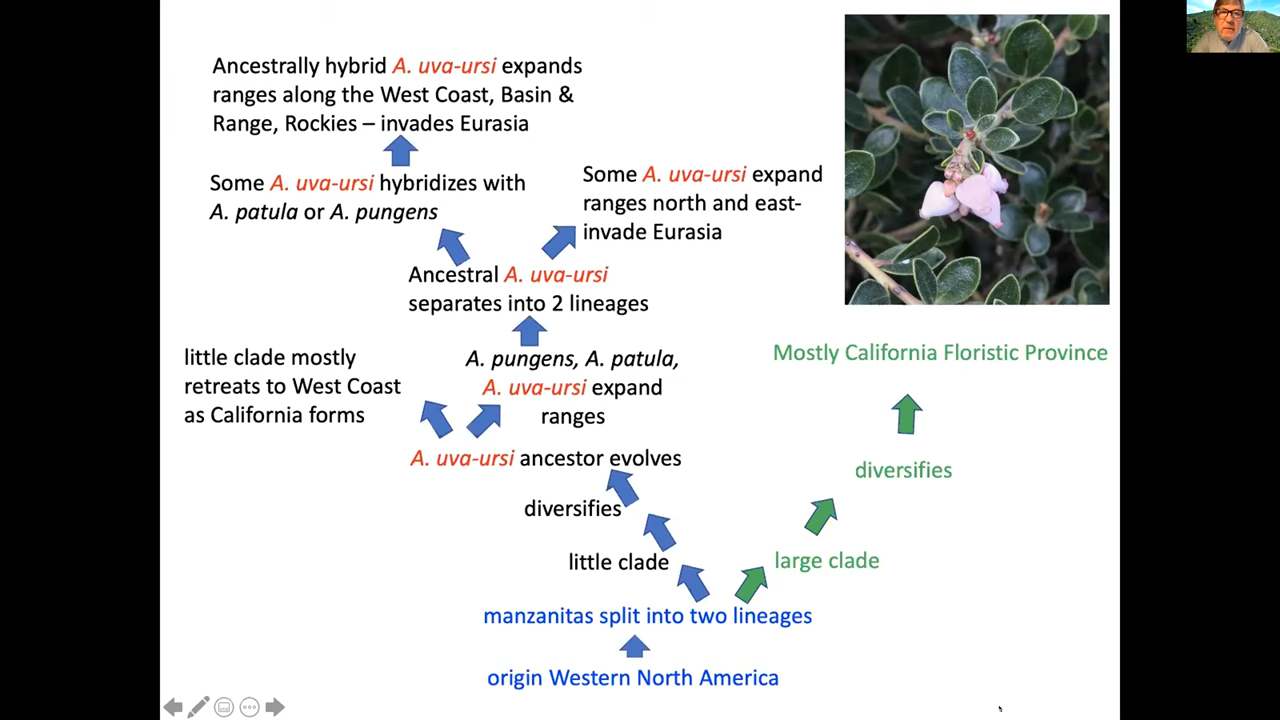 Ancestrally hybrid A. uva-ursi expands
ranges along the West Coast, Basin &
Range, Rockies – invades Eurasia
Some A. uva-ursi hybridizes with
A. patula or A. pungens
Some A. uva-ursi expand
ranges north and east-
invade Eurasia
Ancestral A. uva-ursi
separates into 2 lineages
little clade mostly
retreats to West Coast
as California forms
A. pungens, A. patula,
A. uva-ursi expand
ranges
Mostly California Floristic Province
A. uva-ursi ancestor evolves
diversifies
diversifies
little clade
large clade
manzanitas split into two lineages
origin Western North America